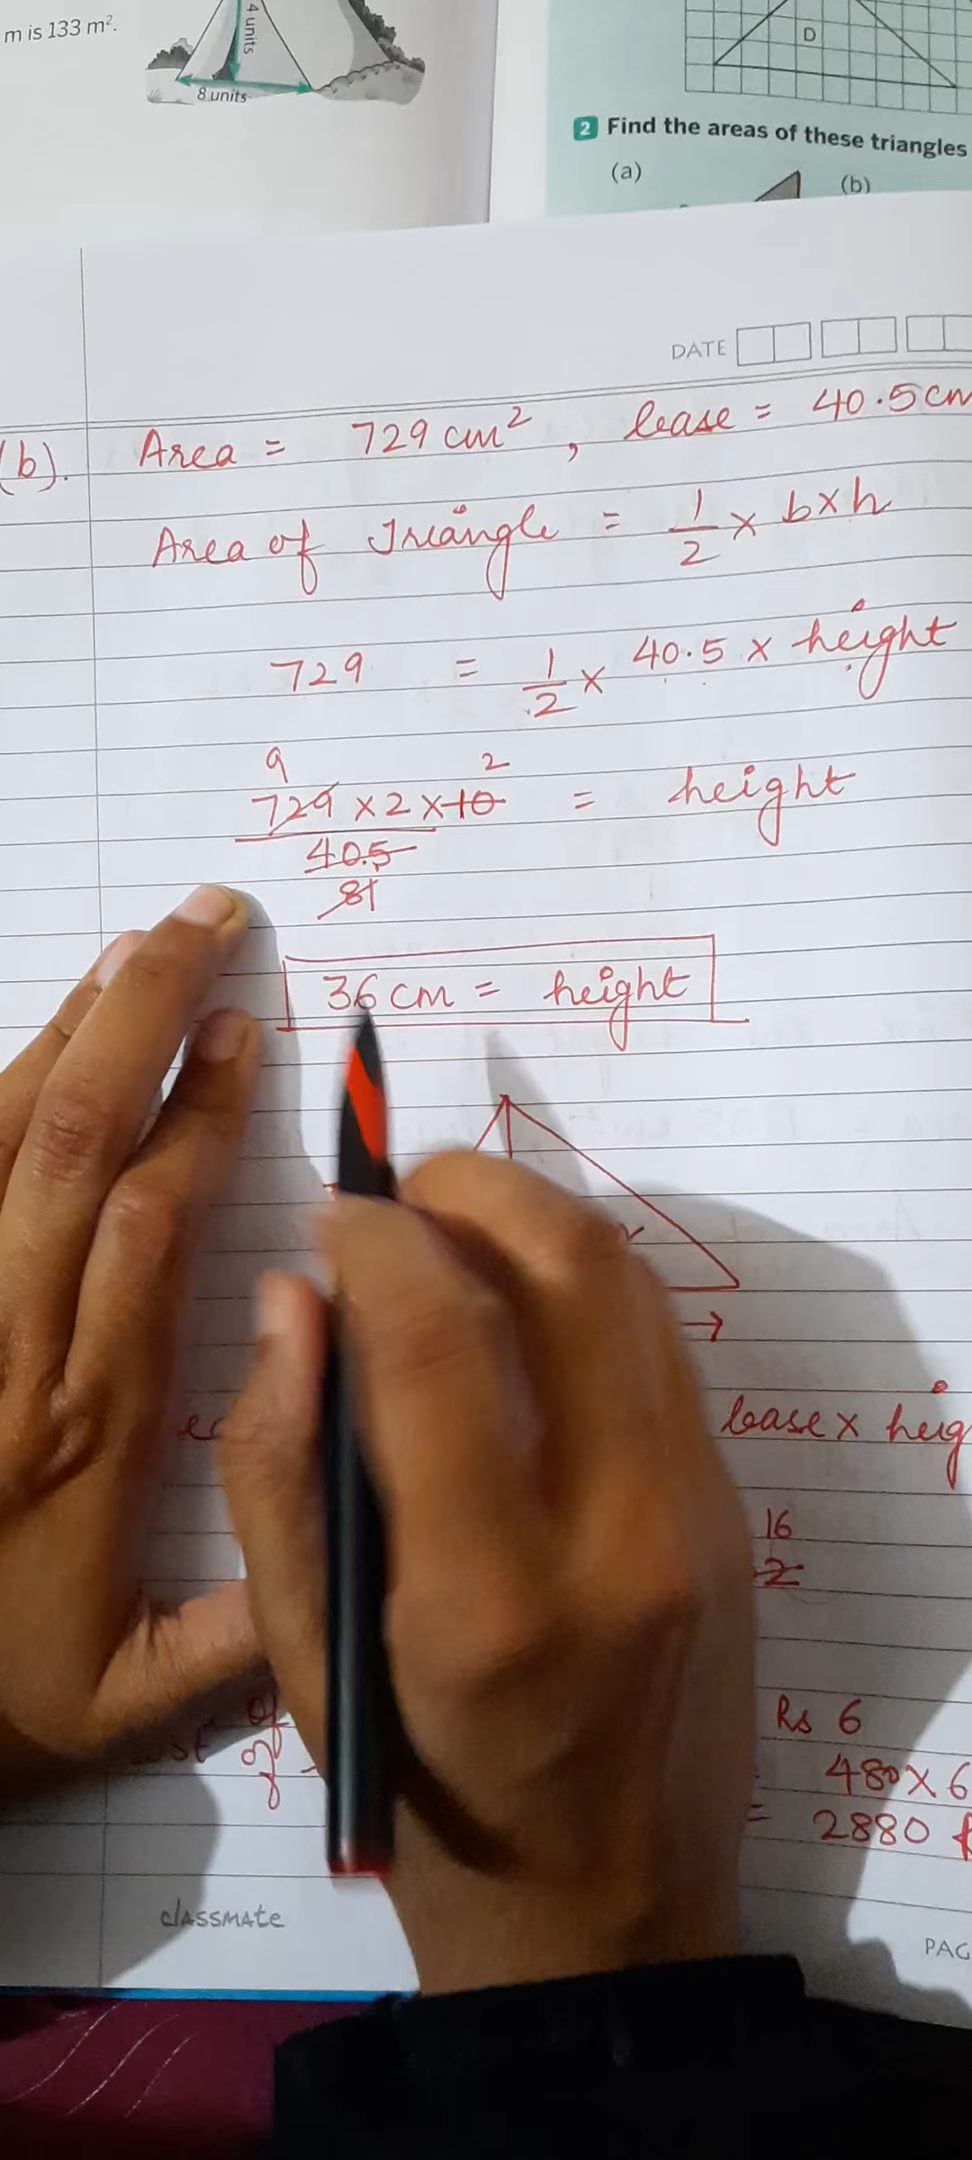 m is 133 m².
4 units
8 units
D
2 Find the areas of these triangles
(a) (b)
DATE
(b). Area = 729 cm², base = 40.5 cm
Area of Triangle = 1/2 × b × h
729 = 1/2 × 40.5 × height
9 2
729 × 2 × 10 = height
40.5
81
36 cm = height
base × heig
16
2
of
Rs 6
480 × 6
= 2880
classmate
PAG